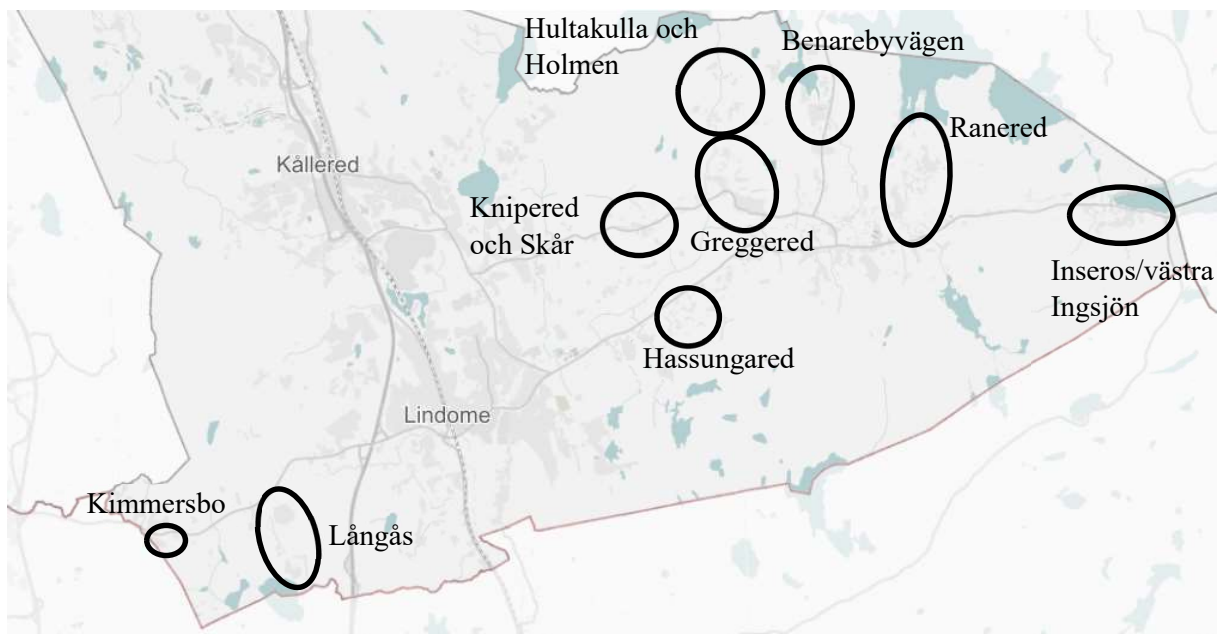 Hultakulla och
Holmen
Benarebyvägen
Ranered
Kållered
Knipered
och Skår
Greggered
Inseros/västra
Ingsjön
Hassungared
Lindome
Kimmersbo
Långås